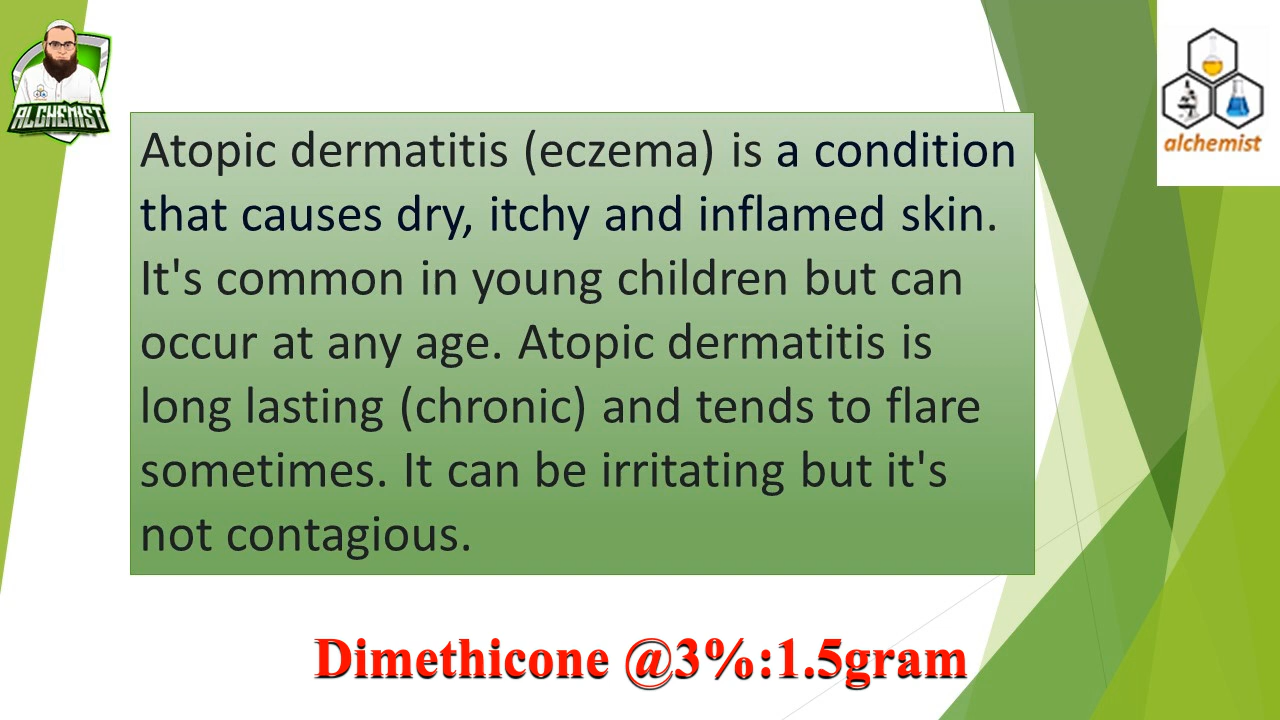 ALCHEMIST
alchemist
Atopic dermatitis (eczema) is a condition
that causes dry, itchy and inflamed skin.
It's common in young children but can
occur at any age. Atopic dermatitis is
long lasting (chronic) and tends to flare
sometimes. It can be irritating but it's
not contagious.
Dimethicone @3%:1.5gram